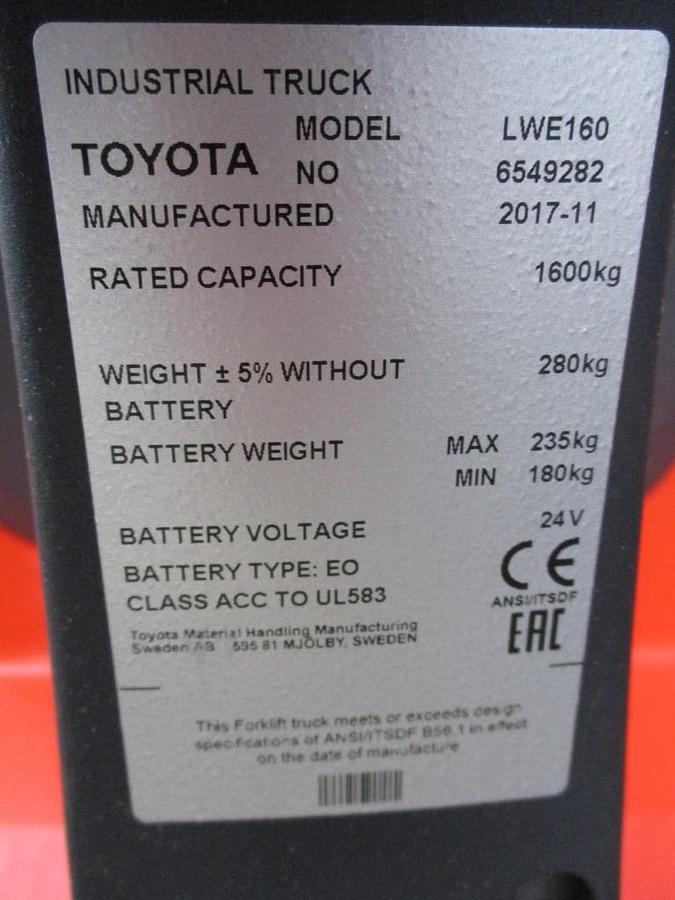 INDUSTRIAL TRUCK
MODEL LWE160
TOYOTA
NO 6549282
MANUFACTURED 2017-11
RATED CAPACITY 1600kg
WEIGHT ± 5% WITHOUT 280kg
BATTERY
BATTERY WEIGHT MAX 235kg
MIN 180kg
BATTERY VOLTAGE 24V
BATTERY TYPE: EO CE
CLASS ACC TO UL583 ANSI/ITSDF
Toyota Material Handling Manufacturing EAC
Sweden AB 595 81 MJÖLBY, SWEDEN
This Forklift truck meets or exceeds design
specifications of ANSI/ITSDF B56.1 in effect
on the date of manufacture